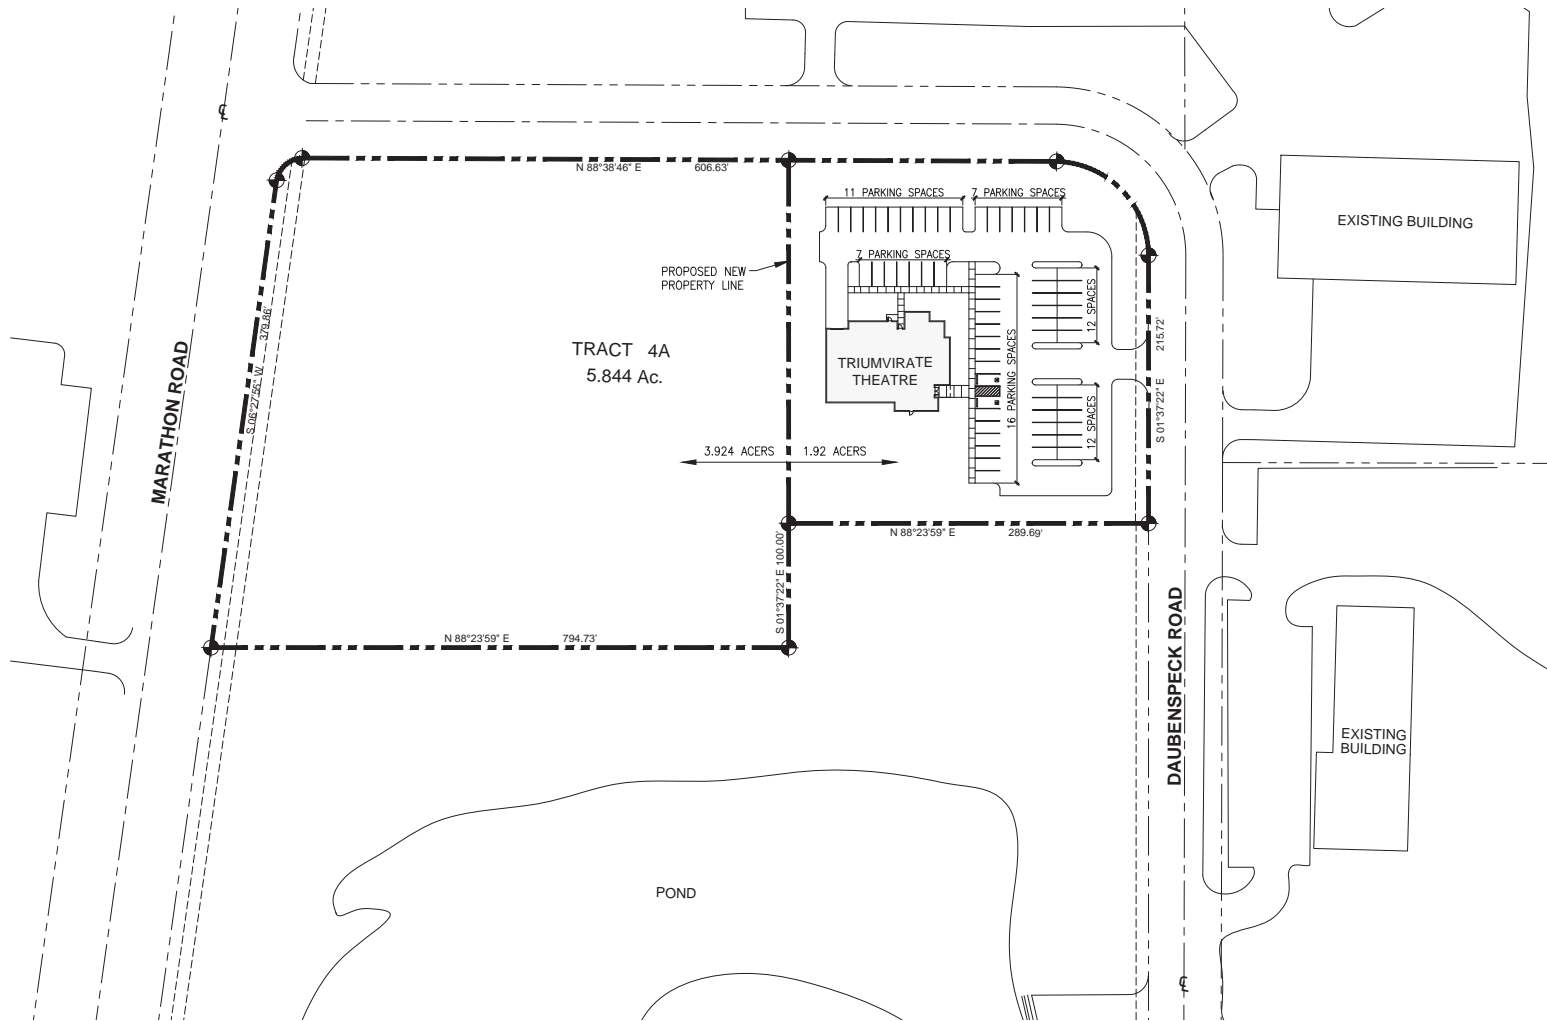 ℄
N 88°38'46" E 606.63'
11 PARKING SPACES 7 PARKING SPACES
EXISTING BUILDING
7 PARKING SPACES
PROPOSED NEW
PROPERTY LINE
12 SPACES
379.86'
S 06°27'55" W
215.72'
S 01°37'22" E
TRACT 4A
5.844 Ac.
TRIUMVIRATE
THEATRE
16 PARKING SPACES
MARATHON ROAD
12 SPACES
3.924 ACERS 1.92 ACERS
N 88°23'59" E 289.69'
S 01°37'22" E 100.00'
N 88°23'59" E 794.73'
DAUBENSPECK ROAD
EXISTING
BUILDING
POND
℄